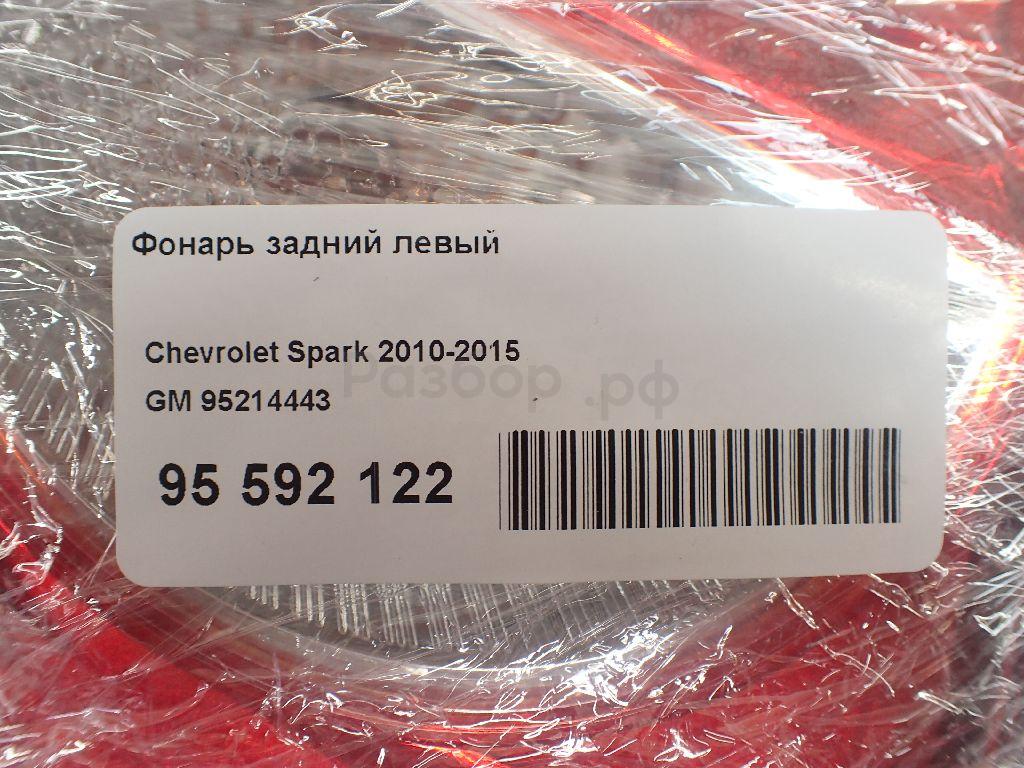 Фонарь задний левый
Chevrolet Spark 2010-2015
Разбор.рф
GM 95214443
95 592 122